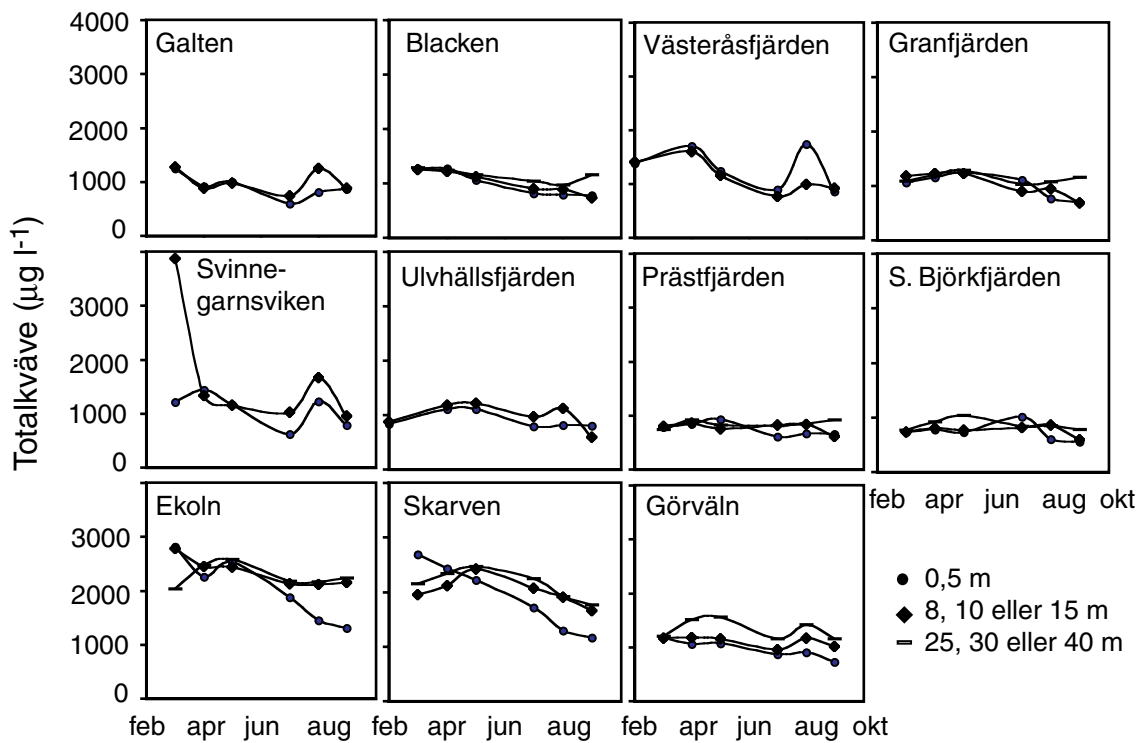 4000
3000
2000
1000
0
Galten
Blacken
Västeråsfjärden
Granfjärden
Totalkväve (µg l-1)
3000
2000
1000
0
Svinne-
garnsviken
Ulvhällsfjärden
Prästfjärden
S. Björkfjärden
feb apr jun aug okt
3000
2000
1000
0
Ekoln
Skarven
Görväln
0,5 m
8, 10 eller 15 m
25, 30 eller 40 m
feb apr jun aug feb apr jun aug feb apr jun aug okt